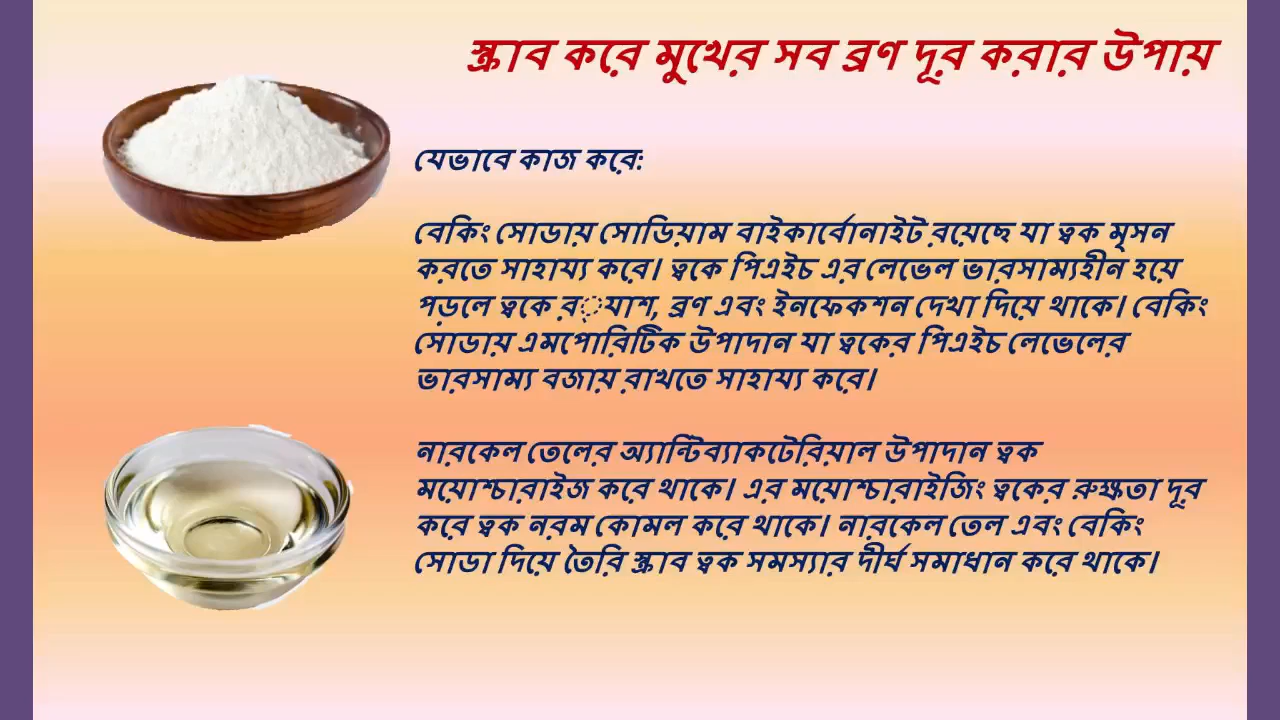 স্ক্রাব করে মুখের সব ব্রণ দূর করার উপায়
যেভাবে কাজ করে:
বেকিং সোডায় সোডিয়াম বাইকার্বোনাইট রয়েছে যা ত্বক মৃসন
করতে সাহায্য করে। ত্বকে পিএইচ এর লেভেল ভারসাম্যহীন হয়ে
পড়লে ত্বকে র‍্যাশ, ব্রণ এবং ইনফেকশন দেখা দিয়ে থাকে। বেকিং
সোডায় এমপোরিটিক উপাদান যা ত্বকের পিএইচ লেভেলের
ভারসাম্য বজায় রাখতে সাহায্য করে।
নারকেল তেলের অ্যান্টিব্যাকটেরিয়াল উপাদান ত্বক
ময়োশ্চারাইজ করে থাকে। এর ময়োশ্চারাইজিং ত্বকের রুক্ষতা দূর
করে ত্বক নরম কোমল করে থাকে। নারকেল তেল এবং বেকিং
সোডা দিয়ে তৈরি স্ক্রাব ত্বক সমস্যার দীর্ঘ সমাধান করে থাকে।